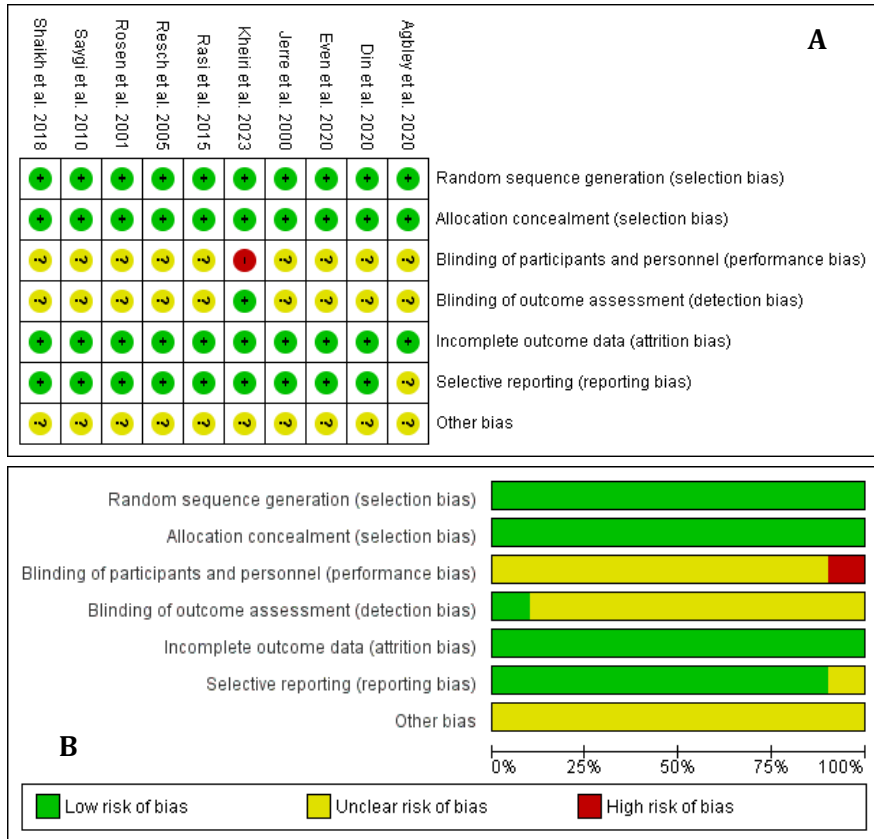 A
Shaikh et al. 2018
Saygi et al. 2010
Rosen et al. 2001
Resch et al. 2005
Rasi et al. 2015
Kheiri et al. 2023
Jerre et al. 2000
Even et al. 2020
Din et al. 2020
Agbley et al. 2020
+ + + + + + + + + + Random sequence generation (selection bias)
+ + + + + + + + + + Allocation concealment (selection bias)
? ? ? ? ? - ? ? ? ? Blinding of participants and personnel (performance bias)
? ? ? ? ? + ? ? ? ? Blinding of outcome assessment (detection bias)
+ + + + + + + + + + Incomplete outcome data (attrition bias)
+ + + + + + + + + ? Selective reporting (reporting bias)
? ? ? ? ? ? ? ? ? ? Other bias
Random sequence generation (selection bias)
Allocation concealment (selection bias)
Blinding of participants and personnel (performance bias)
Blinding of outcome assessment (detection bias)
Incomplete outcome data (attrition bias)
Selective reporting (reporting bias)
Other bias
B
0% 25% 50% 75% 100%
Low risk of bias Unclear risk of bias High risk of bias